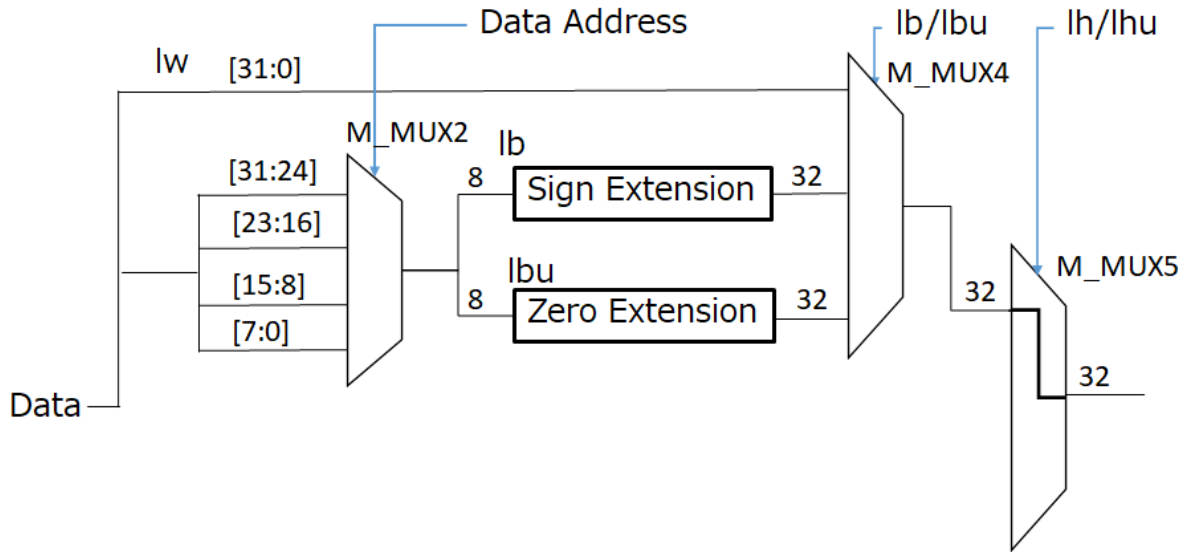 Data Address
lb/lbu
lh/lhu
lw
[31:0]
M_MUX4
M_MUX2
lb
[31:24]
8
Sign Extension
32
[23:16]
lbu
M_MUX5
[15:8]
8
Zero Extension
32
32
[7:0]
32
Data